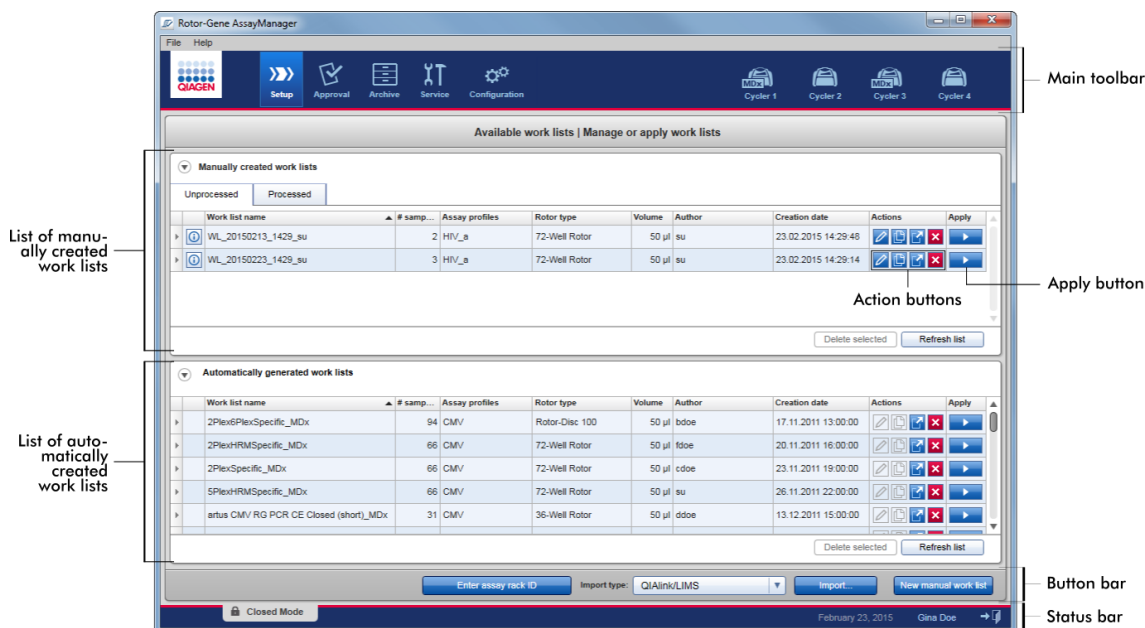 Rotor-Gene AssayManager
File Help
QIAGEN
Setup Approval Archive Service Configuration
MDx Cycler 1 Cycler 2 MDx Cycler 3 Cycler 4
Main toolbar
Available work lists | Manage or apply work lists
Manually created work lists
Unprocessed Processed
Work list name # samp... Assay profiles Rotor type Volume Author Creation date Actions Apply
WL_20150213_1429_su 2 HIV_a 72-Well Rotor 50 µl su 23.02.2015 14:29:48
WL_20150223_1429_su 3 HIV_a 72-Well Rotor 50 µl su 23.02.2015 14:29:14
List of manu-
ally created
work lists
Action buttons
Apply button
Delete selected Refresh list
Automatically generated work lists
Work list name # samp... Assay profiles Rotor type Volume Author Creation date Actions Apply
2Plex6PlexSpecific_MDx 94 CMV Rotor-Disc 100 50 µl bdoe 17.11.2011 13:00:00
2PlexHRMSpecific_MDx 66 CMV 72-Well Rotor 50 µl fdoe 20.11.2011 16:00:00
2PlexSpecific_MDx 66 CMV 72-Well Rotor 50 µl cdoe 23.11.2011 19:00:00
5PlexHRMSpecific_MDx 66 CMV 72-Well Rotor 50 µl su 26.11.2011 22:00:00
artus CMV RG PCR CE Closed (short)_MDx 31 CMV 36-Well Rotor 50 µl ddoe 13.12.2011 15:00:00
List of auto-
matically
created
work lists
Delete selected Refresh list
Enter assay rack ID Import type: QIAlink/LIMS Import... New manual work list
Button bar
Closed Mode
February 23, 2015 Gina Doe
Status bar